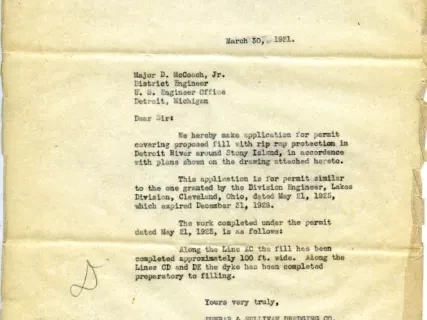 March 30, 1931.
Major D. McCoach, Jr.
District Engineer
U. S. Engineer Office
Detroit, Michigan
Dear Sir:
We hereby make application for permit
covering proposed fill with rip rap protection in
Detroit River around Stony Island, in accordance
with plans shown on the drawing attached hereto.
This application is for permit similar
to the one granted by the Division Engineer, Lakes
Division, Cleveland, Ohio, dated May 21, 1925,
which expired December 31, 1928.
The work completed under the permit
dated May 21, 1925, is as follows:
Along the Line AC the fill has been
completed approximately 100 ft. wide. Along the
Lines CD and DE the dyke has been completed
preparatory to filling.
Yours very truly,
DUNBAR & SULLIVAN DREDGING CO.